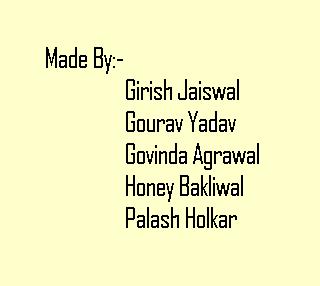 Made By:-
Girish Jaiswal
Gourav Yadav
Govinda Agrawal
Honey Bakliwal
Palash Holkar